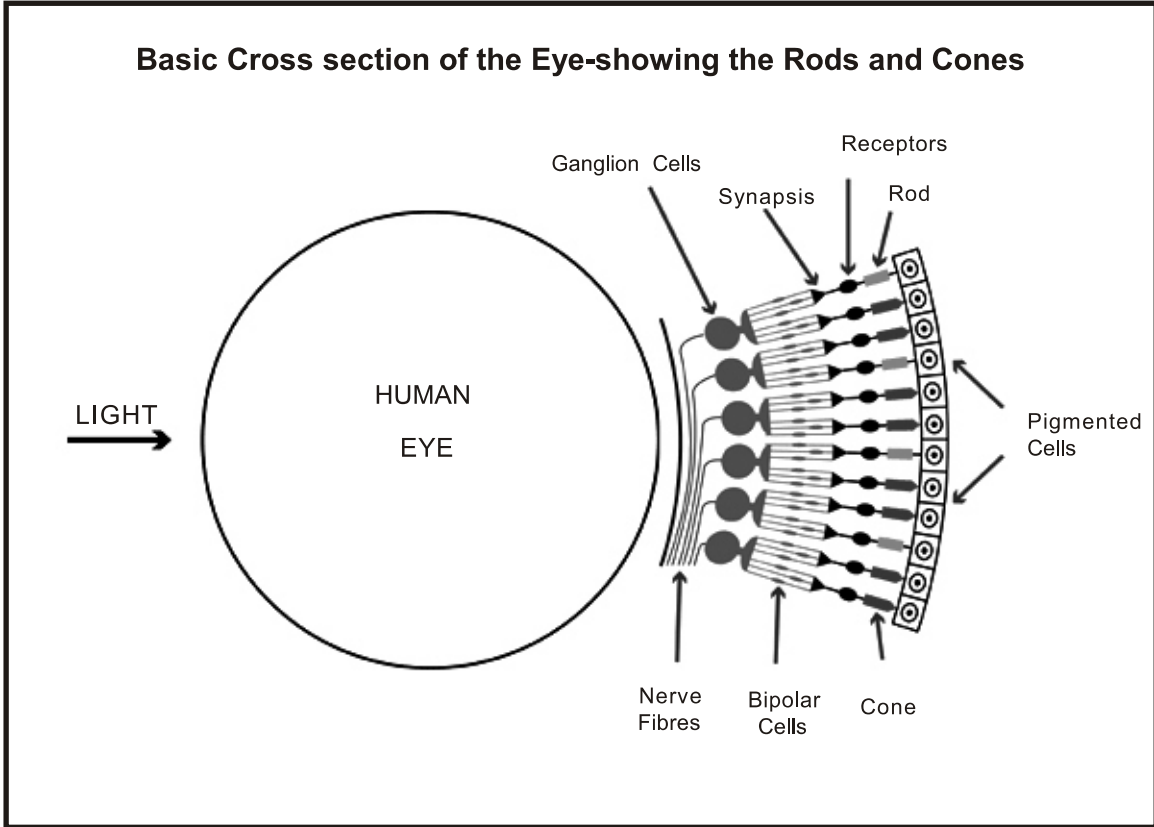 Basic Cross section of the Eye-showing the Rods and Cones
Receptors
Ganglion Cells
Synapsis
Rod
LIGHT
HUMAN
EYE
Pigmented
Cells
Nerve
Fibres
Bipolar
Cells
Cone